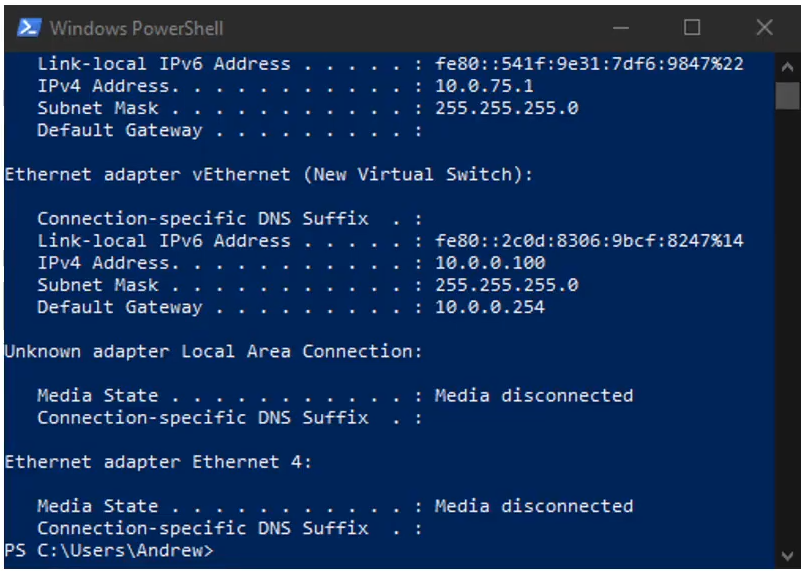 Windows PowerShell
Link-local IPv6 Address . . . . . : fe80::541f:9e31:7df6:9847%22
IPv4 Address. . . . . . . . . . . : 10.0.75.1
Subnet Mask . . . . . . . . . . . : 255.255.255.0
Default Gateway . . . . . . . . . :
Ethernet adapter vEthernet (New Virtual Switch):
Connection-specific DNS Suffix  . :
Link-local IPv6 Address . . . . . : fe80::2c0d:8306:9bcf:8247%14
IPv4 Address. . . . . . . . . . . : 10.0.0.100
Subnet Mask . . . . . . . . . . . : 255.255.255.0
Default Gateway . . . . . . . . . : 10.0.0.254
Unknown adapter Local Area Connection:
Media State . . . . . . . . . . . : Media disconnected
Connection-specific DNS Suffix  . :
Ethernet adapter Ethernet 4:
Media State . . . . . . . . . . . : Media disconnected
Connection-specific DNS Suffix  . :
PS C:\Users\Andrew>